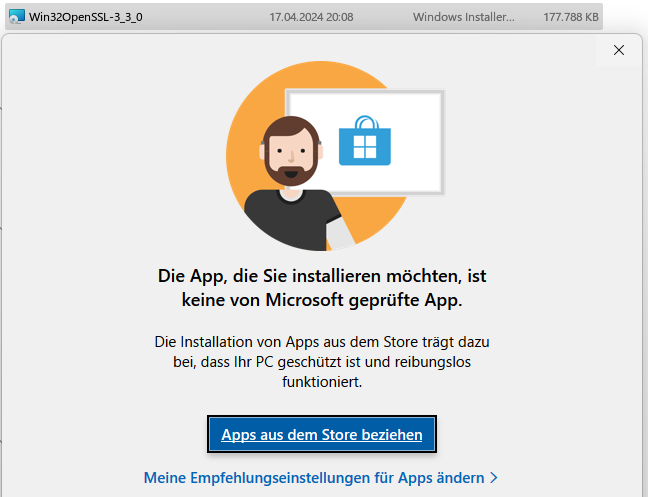 Win32OpenSSL-3_3_0 17.04.2024 20:08 Windows Installer... 177.788 KB
Die App, die Sie installieren möchten, ist
keine von Microsoft geprüfte App.
Die Installation von Apps aus dem Store trägt dazu
bei, dass Ihr PC geschützt ist und reibungslos
funktioniert.
Apps aus dem Store beziehen
Meine Empfehlungseinstellungen für Apps ändern